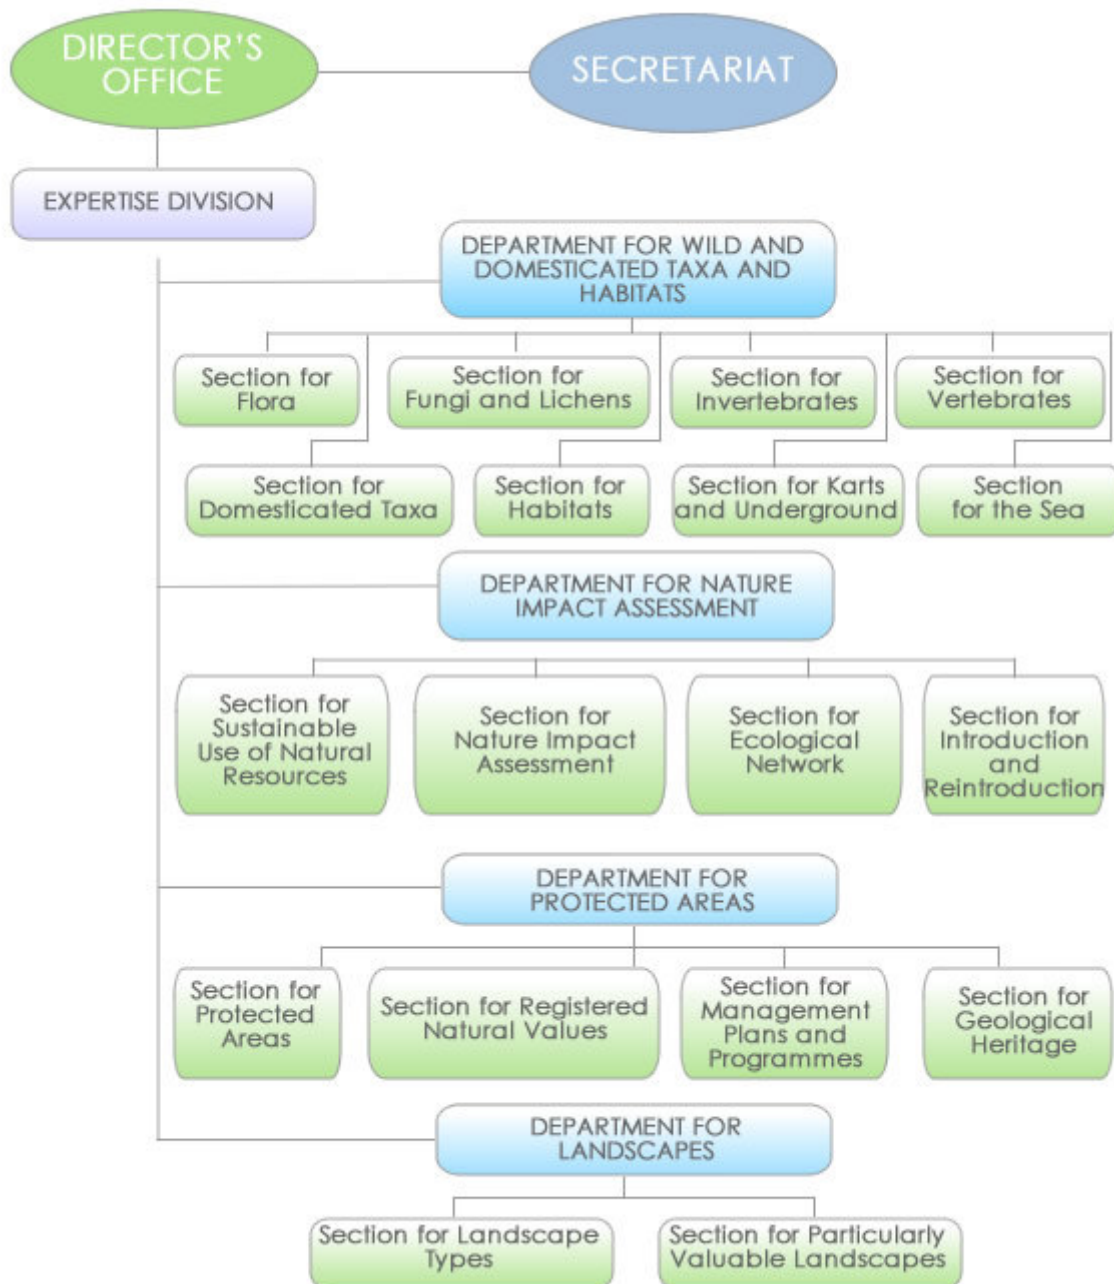 DIRECTOR'S
OFFICE
SECRETARIAT
EXPERTISE DIVISION
DEPARTMENT FOR WILD AND
DOMESTICATED TAXA AND
HABITATS
Section for
Flora
Section for
Fungi and Lichens
Section for
Invertebrates
Section for
Vertebrates
Section for
Domesticated Taxa
Section for
Habitats
Section for Karts
and Underground
Section
for the Sea
DEPARTMENT FOR NATURE
IMPACT ASSESSMENT
Section for
Sustainable
Use of Natural
Resources
Section for
Nature Impact
Assessment
Section for
Ecological
Network
Section for
Introduction
and
Reintroduction
DEPARTMENT FOR
PROTECTED AREAS
Section for
Protected
Areas
Section for Registered
Natural Values
Section for
Management
Plans and
Programmes
Section for
Geological
Heritage
DEPARTMENT FOR
LANDSCAPES
Section for Landscape
Types
Section for Particularly
Valuable Landscapes